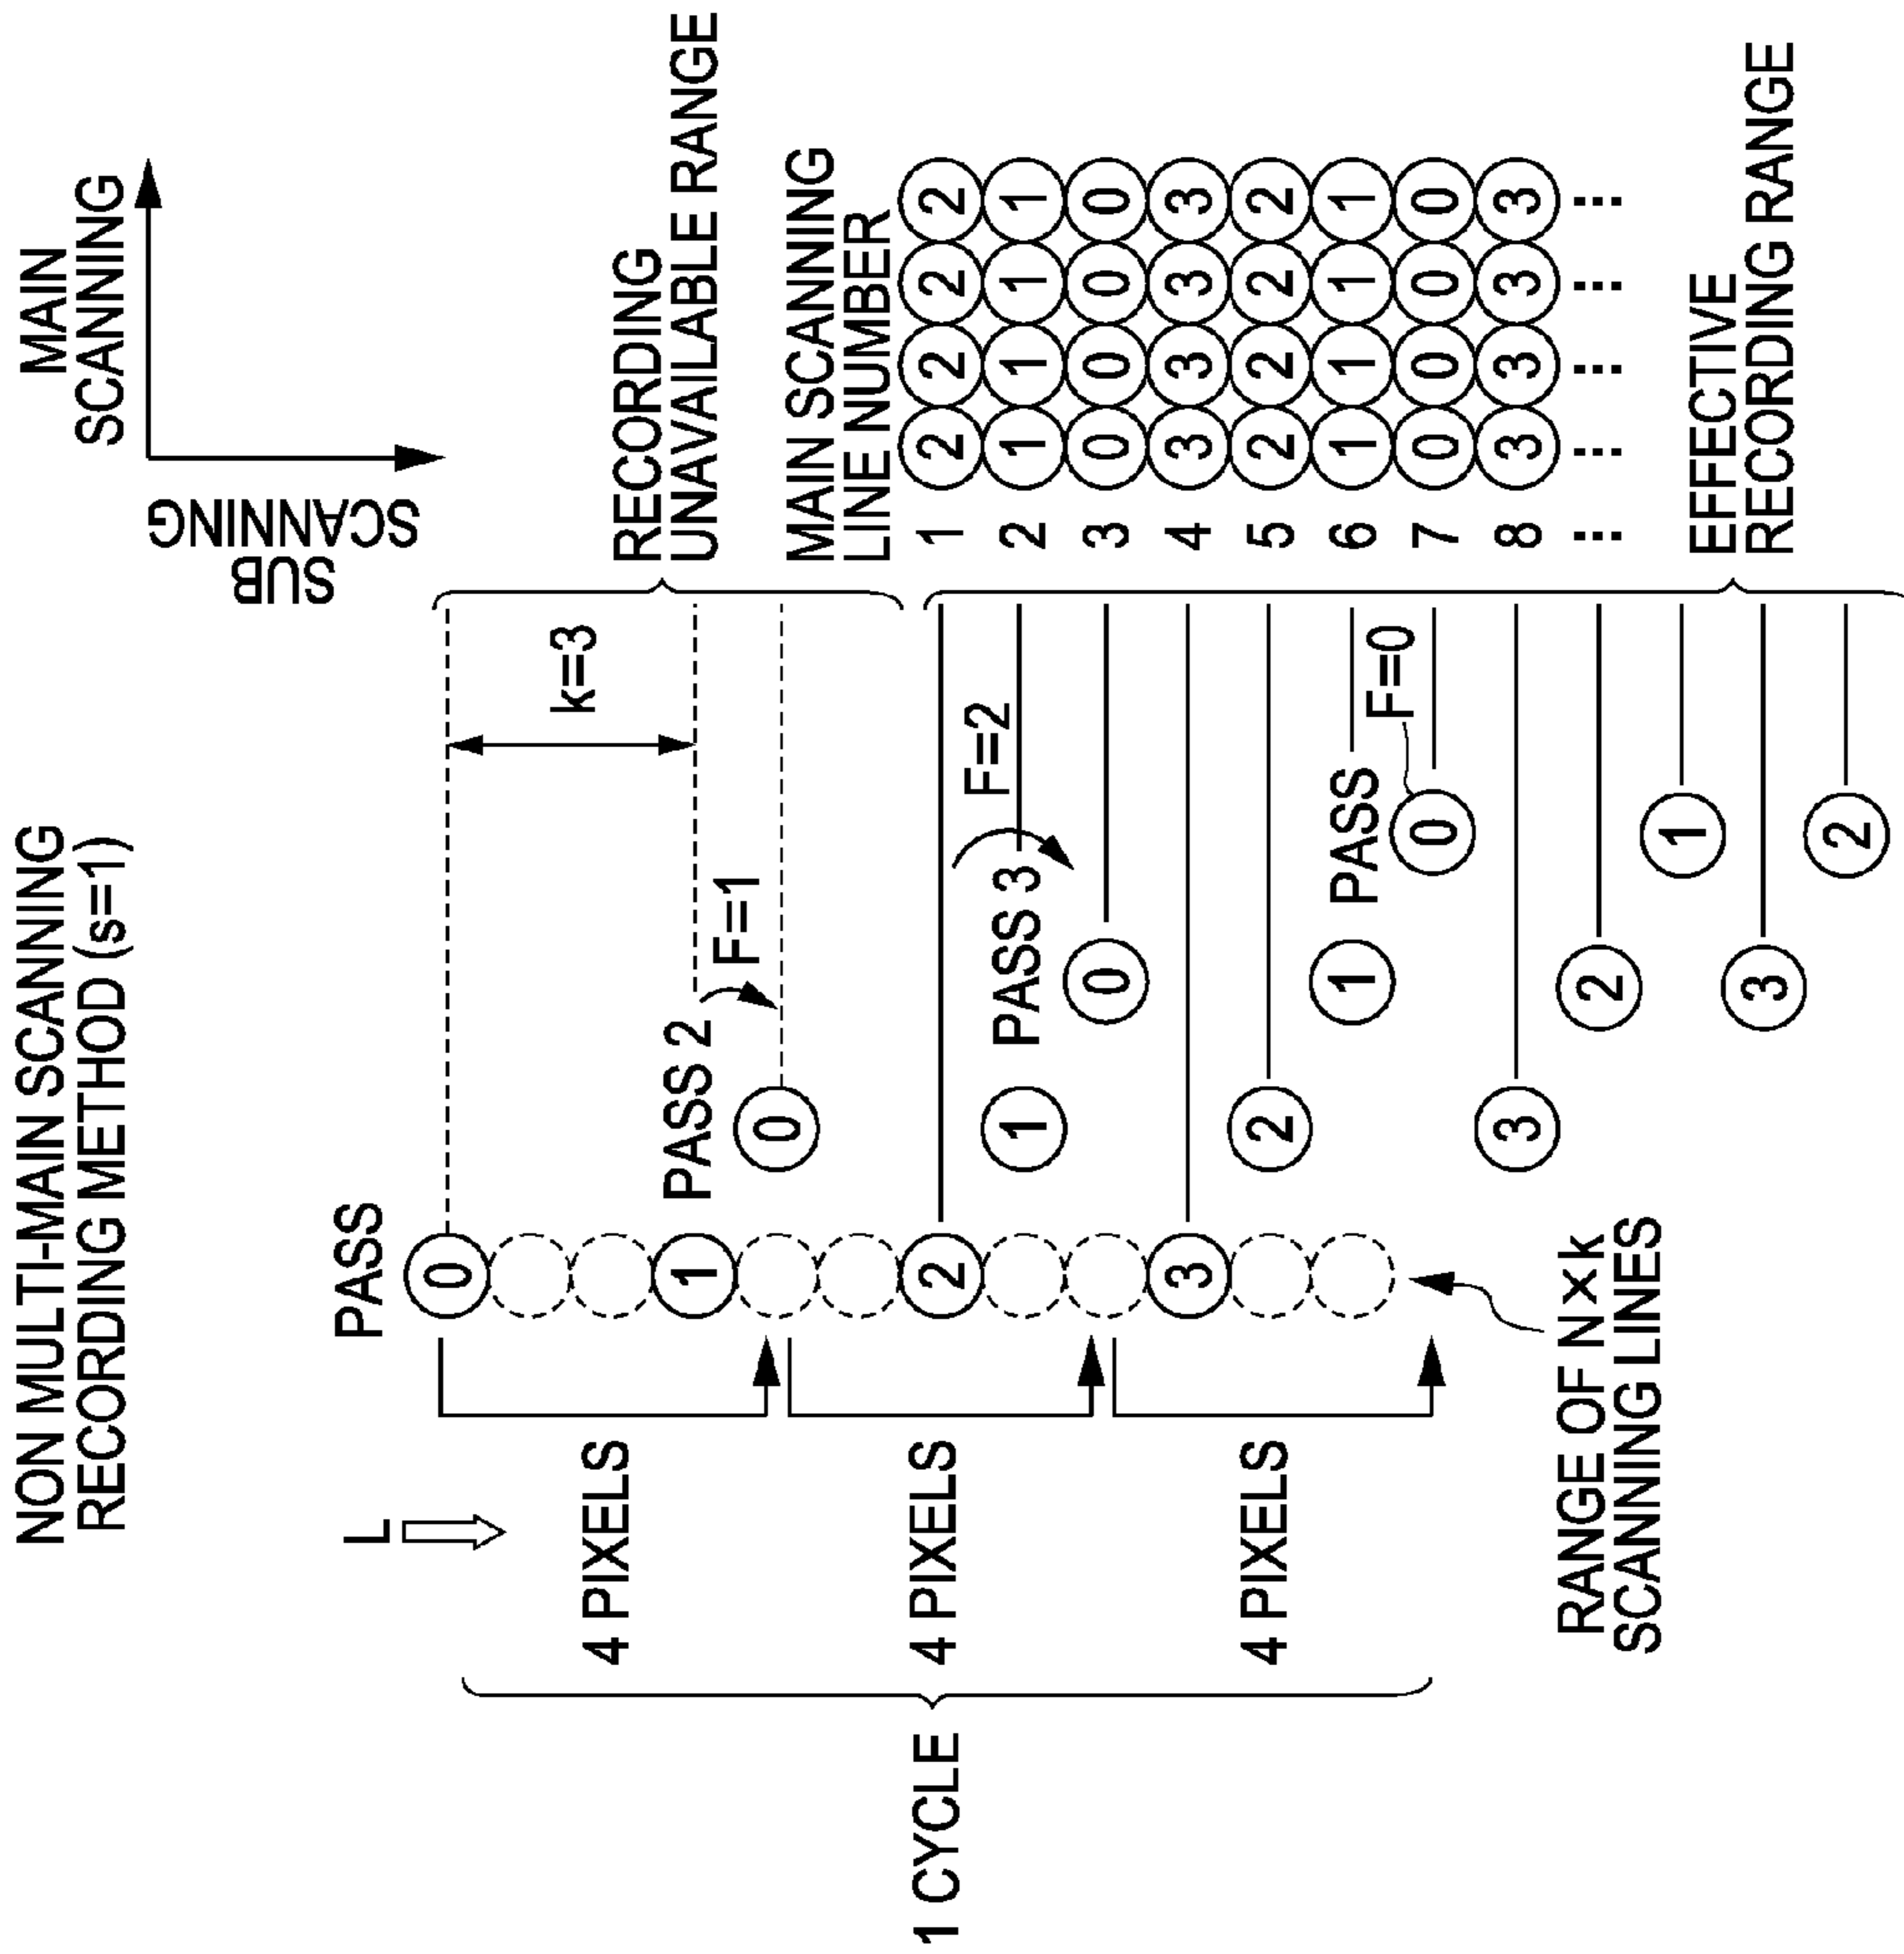 NON MULTI-MAIN SCANNING
RECORDING METHOD (s=1)
MAIN
SCANNING
SUB
SCANNING
L
PASS
4 PIXELS
4 PIXELS
4 PIXELS
1 CYCLE
RANGE OF N×k
SCANNING LINES
0
1
2
3
PASS 2
F=1
0
1
2
3
PASS 3
F=2
0
1
2
3
PASS
F=0
0
1
2
k=3
RECORDING
UNAVAILABLE RANGE
MAIN SCANNING
LINE NUMBER
1 2 2 2 2
2 1 1 1 1
3 0 0 0 0
4 3 3 3 3
5 2 2 2 2
6 1 1 1 1
7 0 0 0 0
8 3 3 3 3
EFFECTIVE
RECORDING RANGE